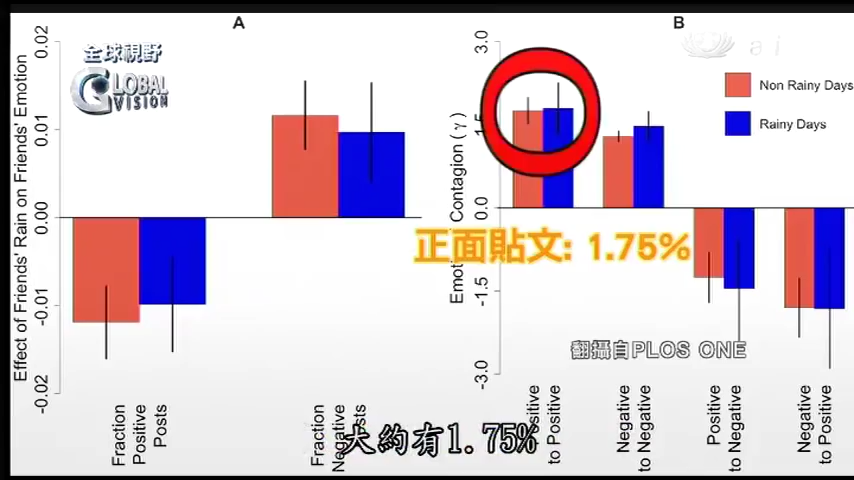 A
B
全球視野
GLOBAL
VISION
ai
Effect of Friends' Rain on Friends' Emotion
0.02
0.01
0.00
-0.01
-0.02
Fraction
Positive
Posts
Fraction
Negative
Contagion (γ)
3.0
1.5
0.0
-1.5
-3.0
Non Rainy Days
Rainy Days
正面貼文: 1.75%
翻攝自PLOS ONE
Positive
to Positive
Negative
to Negative
Positive
to Negative
Negative
to Positive
大約有1.75%